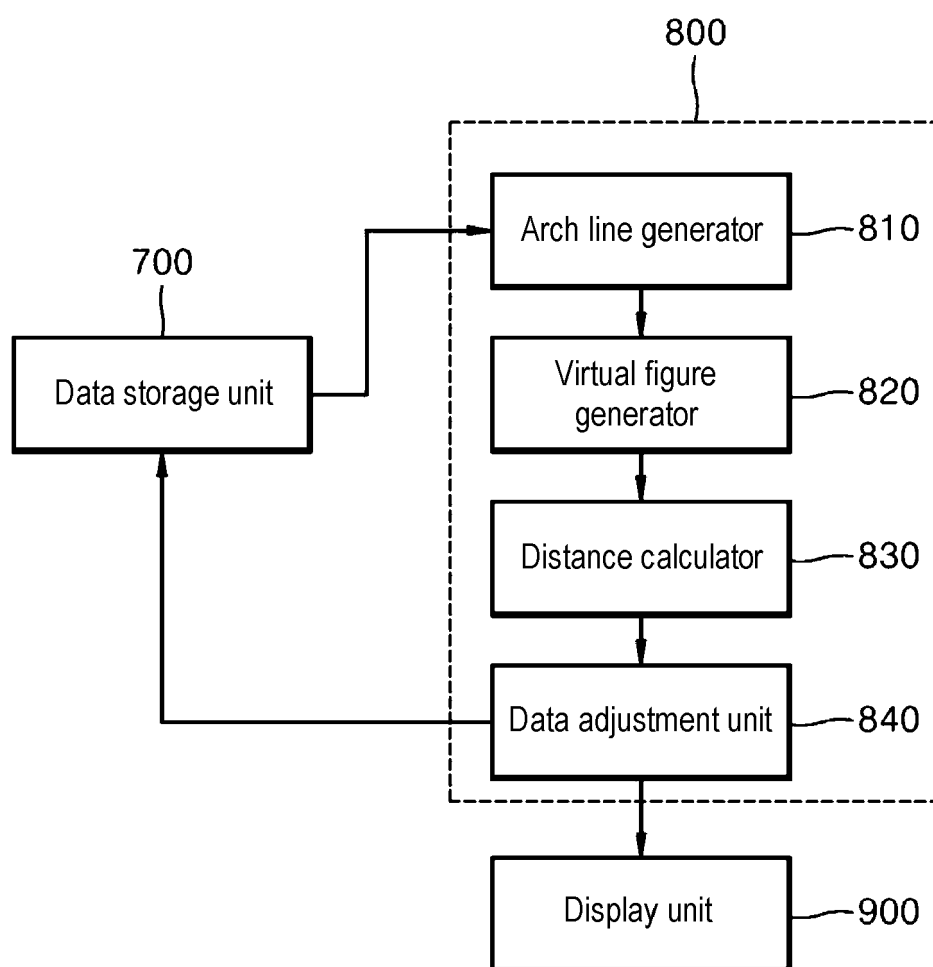 800
Arch line generator
810
700
Data storage unit
Virtual figure
generator
820
Distance calculator
830
Data adjustment unit
840
Display unit
900